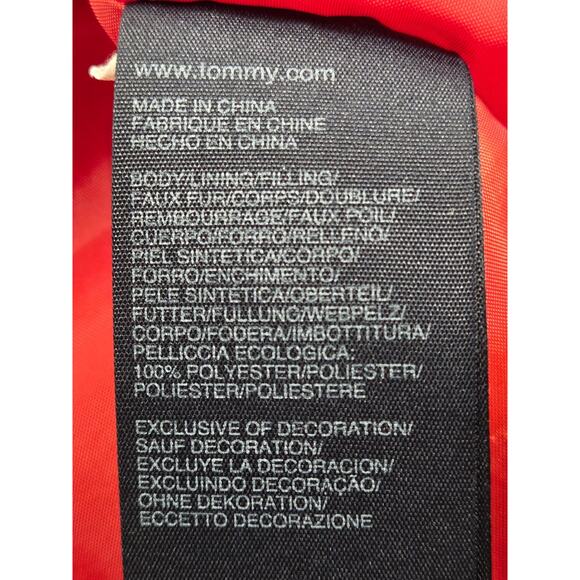 www.tommy.com
MADE IN CHINA
FABRIQUE EN CHINE
HECHO EN CHINA
BODY/LINING/FILLING/
FAUX FUR/CORPS/DOUBLURE/
REMBOURRAGE/FAUX POIL/
CUERPO/FORRO/RELLENO/
PIEL SINTETICA/CORPO/
FORRO/ENCHIMENTO/
PELE SINTETICA/OBERTEIL/
FUTTER/FULLUNG/WEBPELZ/
CORPO/FODERA/IMBOTTITURA/
PELLICCIA ECOLOGICA:
100% POLYESTER/POLIESTER/
POLIÉSTER/POLIESTERE
EXCLUSIVE OF DECORATION/
SAUF DECORATION/
EXCLUYE LA DECORACION/
EXCLUINDO DECORAÇÃO/
OHNE DEKORATION/
ECCETTO DECORAZIONE